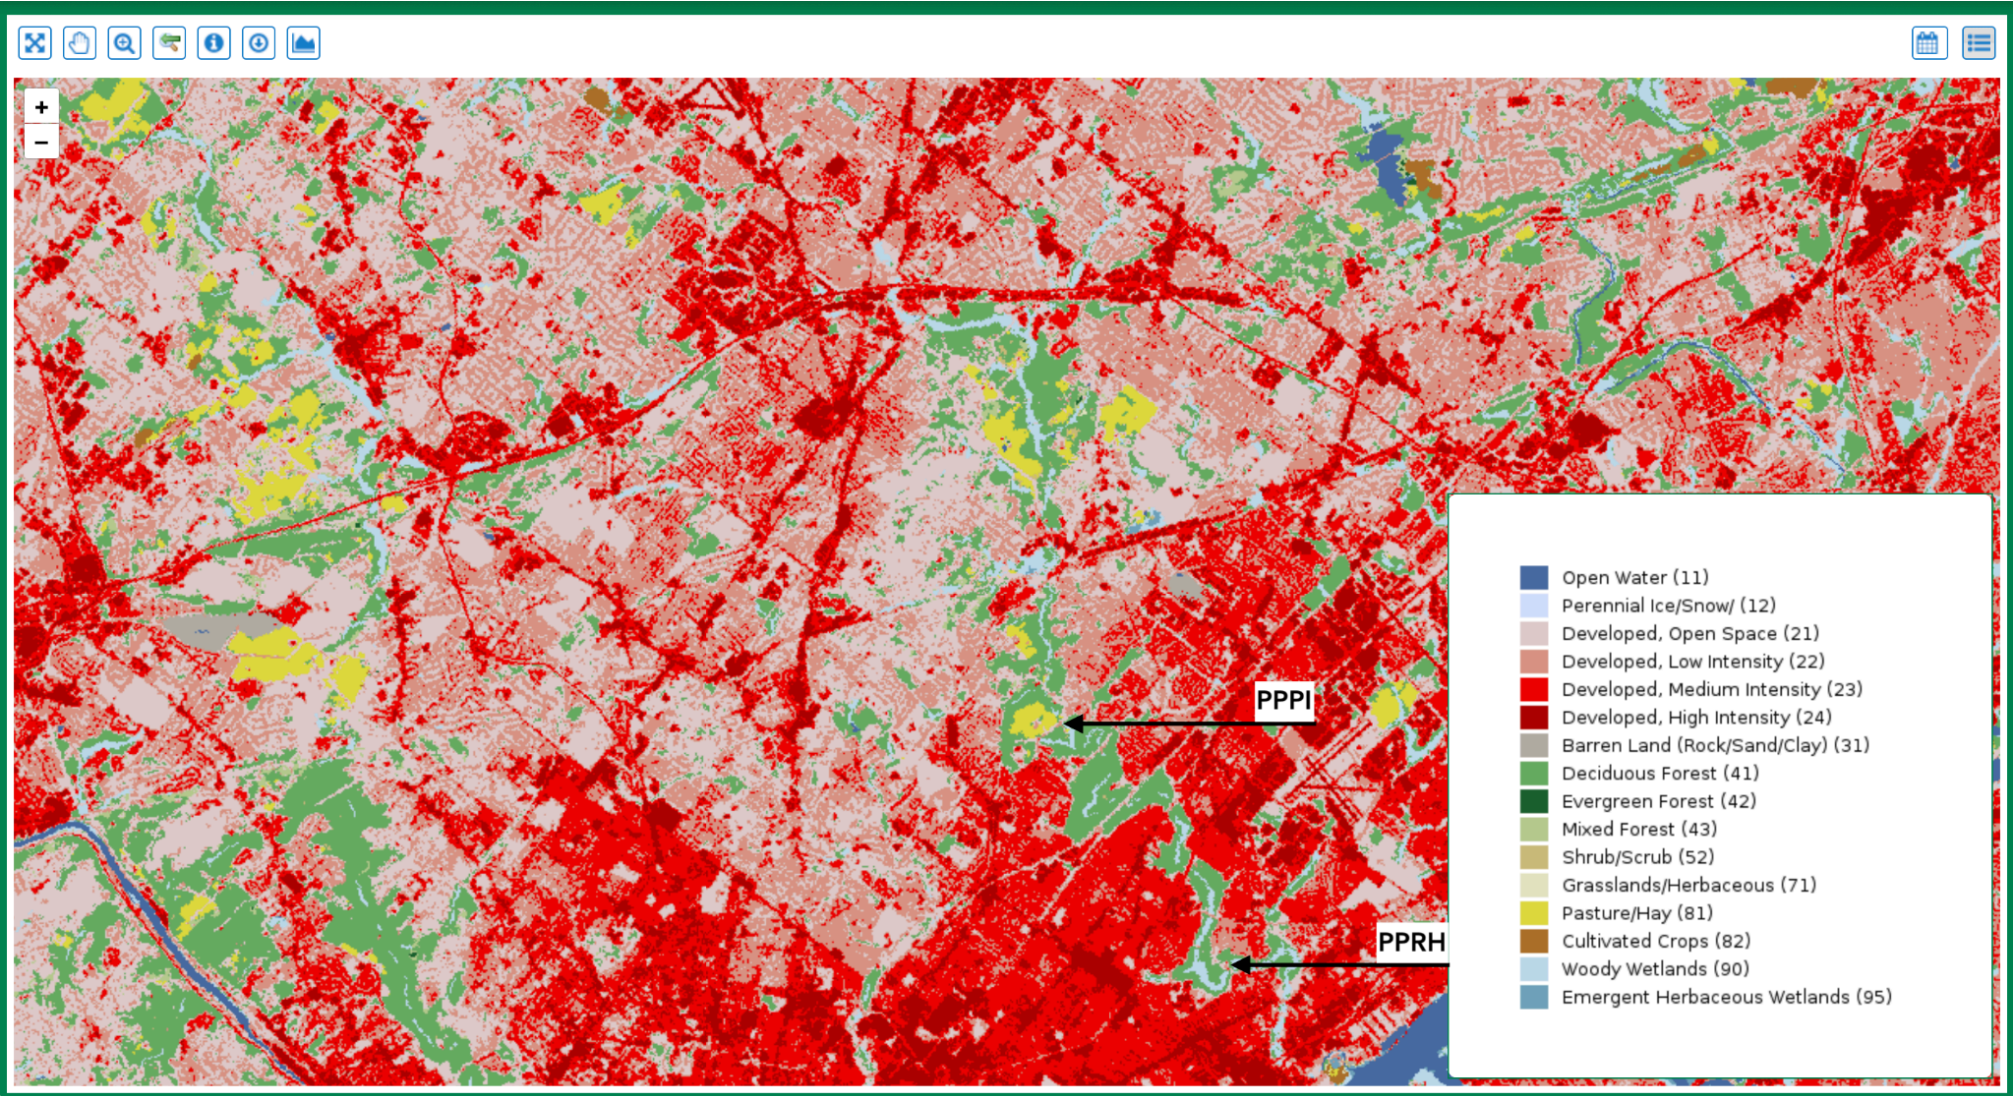 +
−
PPPI
PPRH
Open Water (11)
Perennial Ice/Snow/ (12)
Developed, Open Space (21)
Developed, Low Intensity (22)
Developed, Medium Intensity (23)
Developed, High Intensity (24)
Barren Land (Rock/Sand/Clay) (31)
Deciduous Forest (41)
Evergreen Forest (42)
Mixed Forest (43)
Shrub/Scrub (52)
Grasslands/Herbaceous (71)
Pasture/Hay (81)
Cultivated Crops (82)
Woody Wetlands (90)
Emergent Herbaceous Wetlands (95)